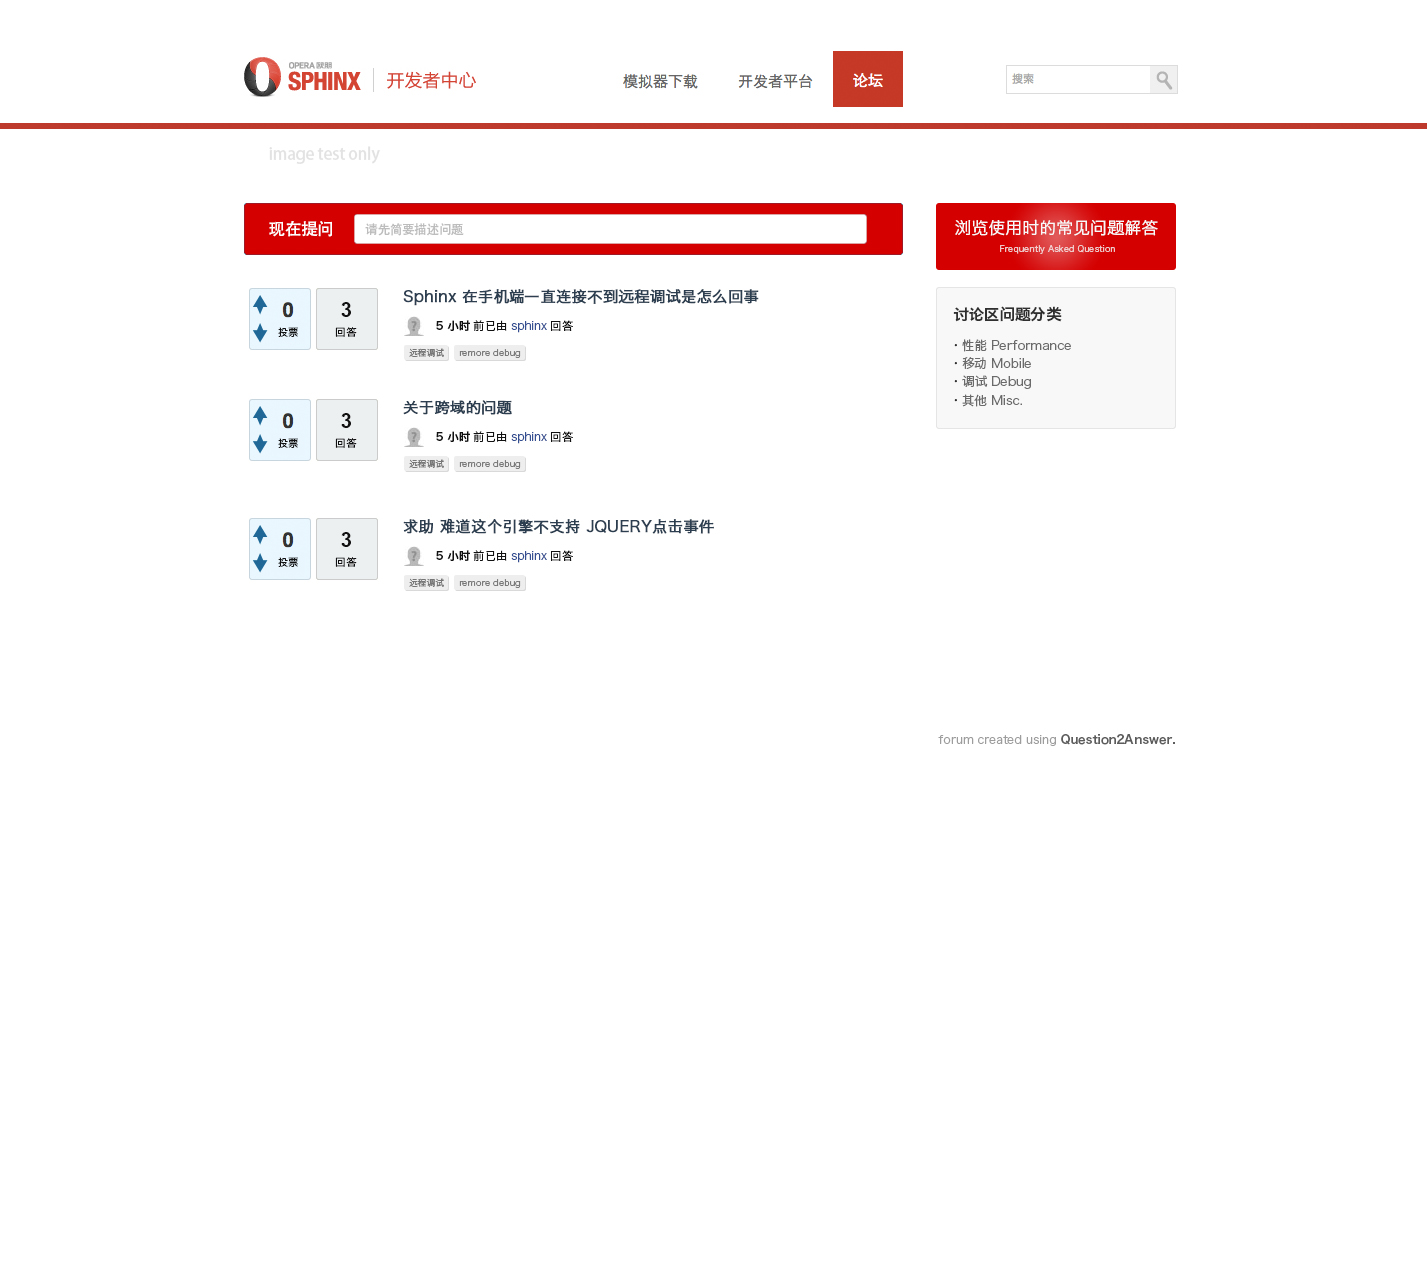 OPERA 欧朋
SPHINX
开发者中心
模拟器下载
开发者平台
论坛
搜索
image test only
现在提问
请先简要描述问题
浏览使用时的常见问题解答
Frequently Asked Question
0
投票
3
回答
Sphinx 在手机端一直连接不到远程调试是怎么回事
5 小时 前已由 sphinx 回答
远程调试 remore debug
0
投票
3
回答
关于跨域的问题
5 小时 前已由 sphinx 回答
远程调试 remore debug
0
投票
3
回答
求助 难道这个引擎不支持 JQUERY点击事件
5 小时 前已由 sphinx 回答
远程调试 remore debug
讨论区问题分类
· 性能 Performance
· 移动 Mobile
· 调试 Debug
· 其他 Misc.
forum created using Question2Answer.